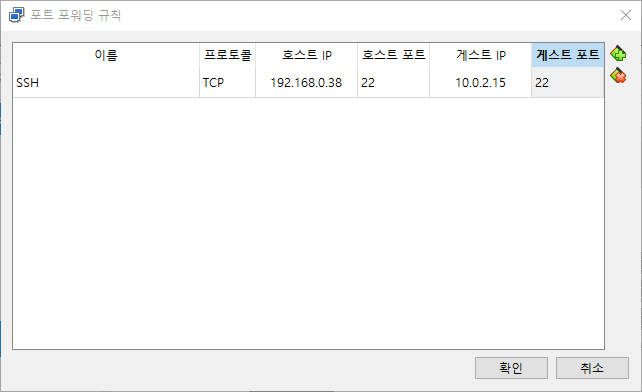 포트 포워딩 규칙
이름 프로토콜 호스트 IP 호스트 포트 게스트 IP 게스트 포트
SSH TCP 192.168.0.38 22 10.0.2.15 22
확인 취소